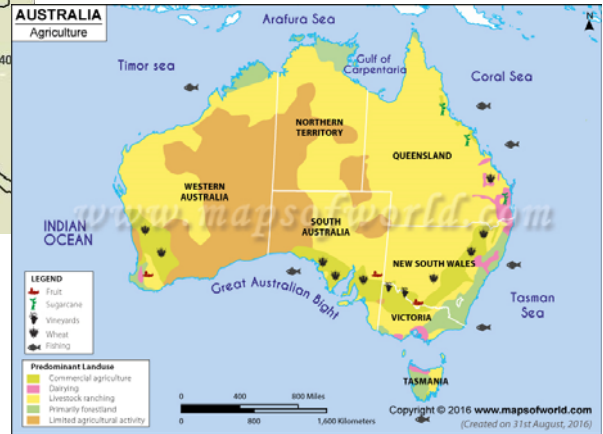 40
AUSTRALIA
Agriculture
N
Arafura Sea
Timor sea
Gulf of
Carpentaria
Coral Sea
NORTHERN
TERRITORY
QUEENSLAND
WESTERN
AUSTRALIA
www.mapsofworld.com
SOUTH
AUSTRALIA
INDIAN
OCEAN
NEW SOUTH WALES
Great Australian Bight
Tasman
Sea
VICTORIA
TASMANIA
LEGEND
Fruit
Sugarcane
Vineyards
Wheat
Fishing
Predominant Landuse
Commercial agriculture
Dairying
Livestock ranching
Primarily forestland
Limited agricultural activity
0 400 800 Miles
0 800 1,600 Kilometers
Copyright © 2016 www.mapsofworld.com
(Created on 31st August, 2016)